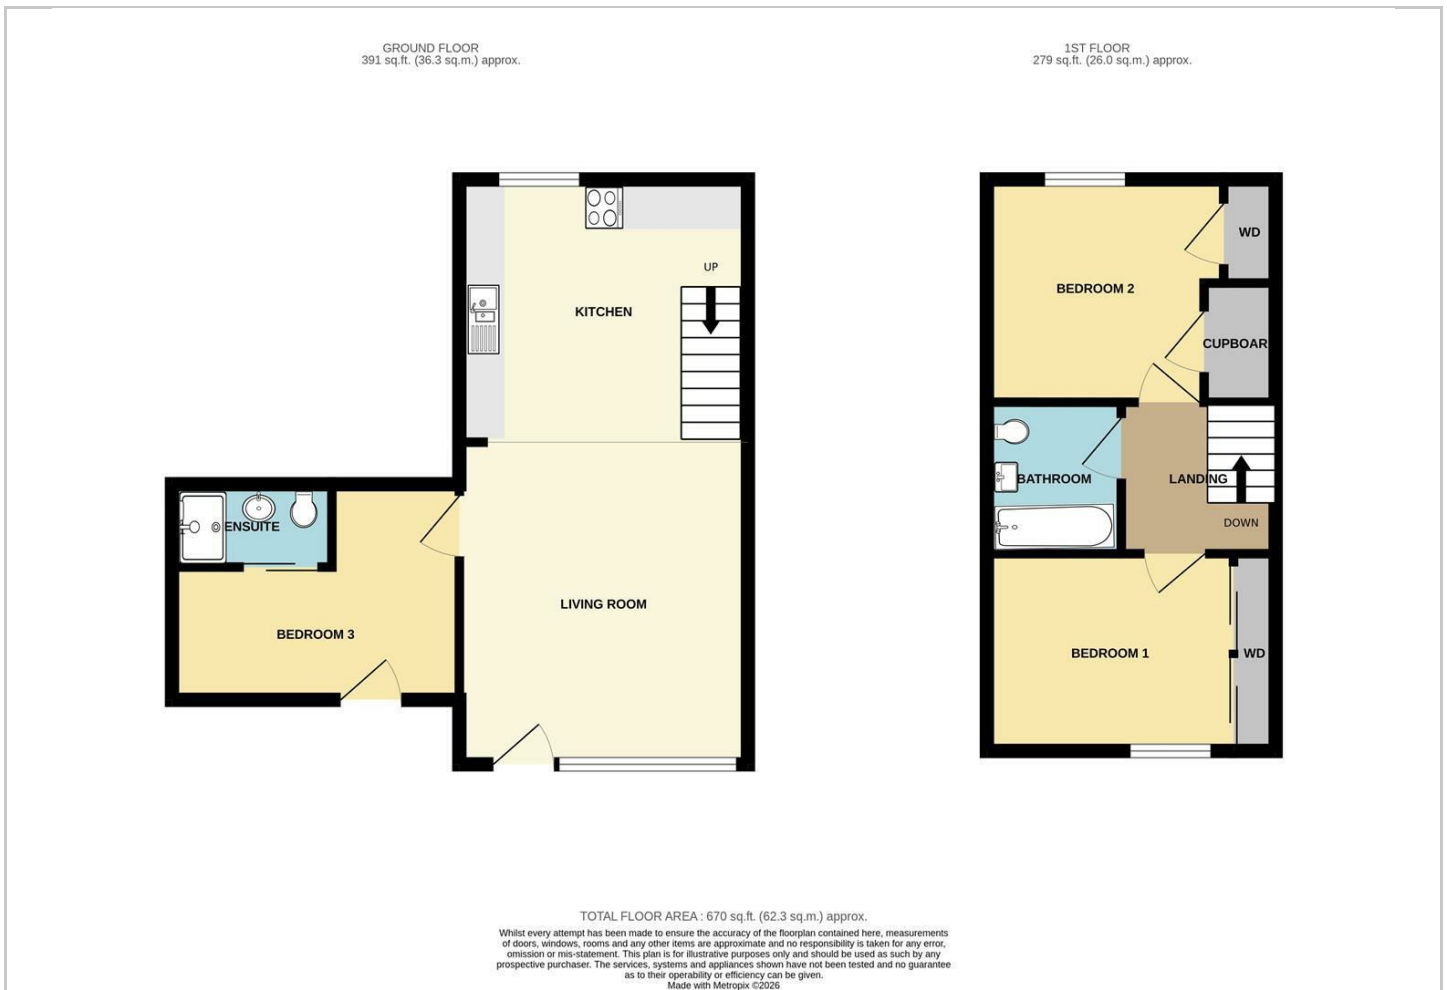 GROUND FLOOR
391 sq.ft. (36.3 sq.m.) approx.
1ST FLOOR
279 sq.ft. (26.0 sq.m.) approx.
UP
KITCHEN
ENSUITE
LIVING ROOM
BEDROOM 3
WD
BEDROOM 2
CUPBOAR
BATHROOM
LANDING
DOWN
BEDROOM 1
WD
TOTAL FLOOR AREA : 670 sq.ft. (62.3 sq.m.) approx.
Whilst every attempt has been made to ensure the accuracy of the floorplan contained here, measurements
of doors, windows, rooms and any other items are approximate and no responsibility is taken for any error,
omission or mis-statement. This plan is for illustrative purposes only and should be used as such by any
prospective purchaser. The services, systems and appliances shown have not been tested and no guarantee
as to their operability or efficiency can be given.
Made with Metropix ©2026